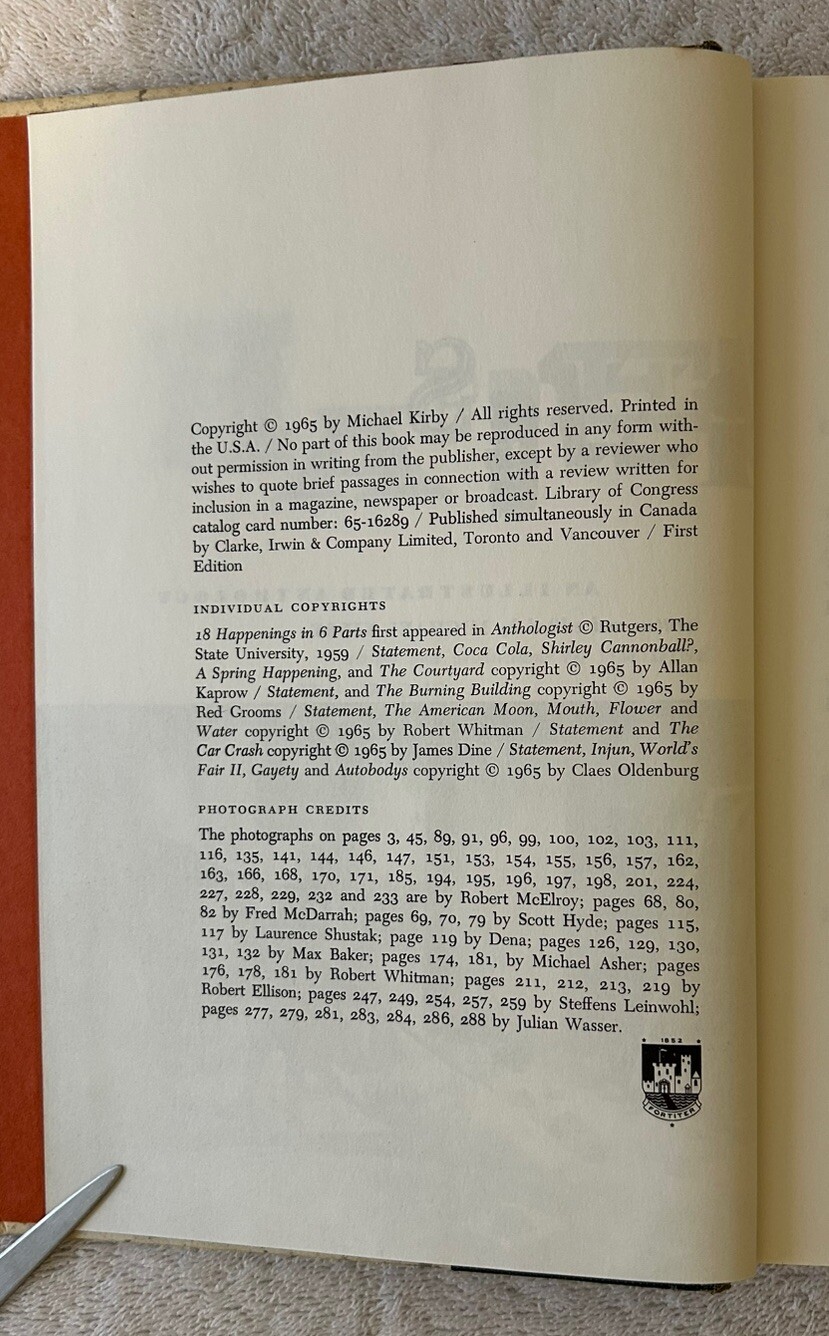 Copyright © 1965 by Michael Kirby / All rights reserved. Printed in
the U.S.A. / No part of this book may be reproduced in any form with-
out permission in writing from the publisher, except by a reviewer who
wishes to quote brief passages in connection with a review written for
inclusion in a magazine, newspaper or broadcast. Library of Congress
catalog card number: 65-16289 / Published simultaneously in Canada
by Clarke, Irwin & Company Limited, Toronto and Vancouver / First
Edition
INDIVIDUAL COPYRIGHTS
18 Happenings in 6 Parts first appeared in Anthologist © Rutgers, The
State University, 1959 / Statement, Coca Cola, Shirley Cannonball?,
A Spring Happening, and The Courtyard copyright © 1965 by Allan
Kaprow / Statement, and The Burning Building copyright © 1965 by
Red Grooms / Statement, The American Moon, Mouth, Flower and
Water copyright © 1965 by Robert Whitman / Statement and The
Car Crash copyright © 1965 by James Dine / Statement, Injun, World's
Fair II, Gayety and Autobodys copyright © 1965 by Claes Oldenburg
PHOTOGRAPH CREDITS
The photographs on pages 3, 45, 89, 91, 96, 99, 100, 102, 103, 111,
116, 135, 141, 144, 146, 147, 151, 153, 154, 155, 156, 157, 162,
163, 166, 168, 170, 171, 185, 194, 195, 196, 197, 198, 201, 224,
227, 228, 229, 232 and 233 are by Robert McElroy; pages 68, 80,
82 by Fred McDarrah; pages 69, 70, 79 by Scott Hyde; pages 115,
117 by Laurence Shustak; page 119 by Dena; pages 126, 129, 130,
131, 132 by Max Baker; pages 174, 181, by Michael Asher; pages
176, 178, 181 by Robert Whitman; pages 211, 212, 213, 219 by
Robert Ellison; pages 247, 249, 254, 257, 259 by Steffens Leinwohl;
pages 277, 279, 281, 283, 284, 286, 288 by Julian Wasser.
1852
FORTITER